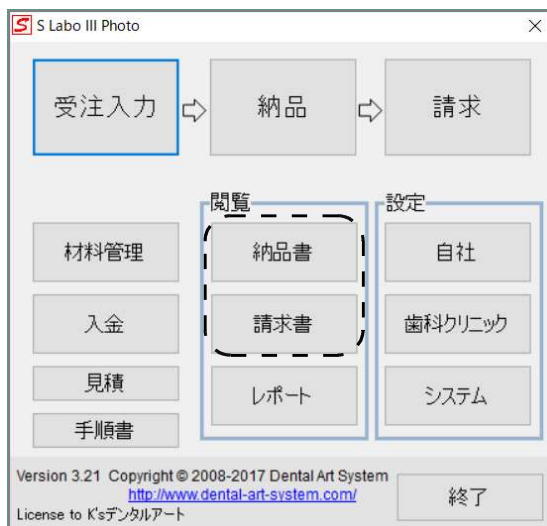 S Labo III Photo
受注入力 ⇨ 納品 ⇨ 請求
閲覧 設定
材料管理 納品書 自社
入金 請求書 歯科クリニック
見積 レポート システム
手順書
Version 3.21 Copyright © 2008-2017 Dental Art System
http://www.dental-art-system.com/
License to K'sデンタルアート 終了